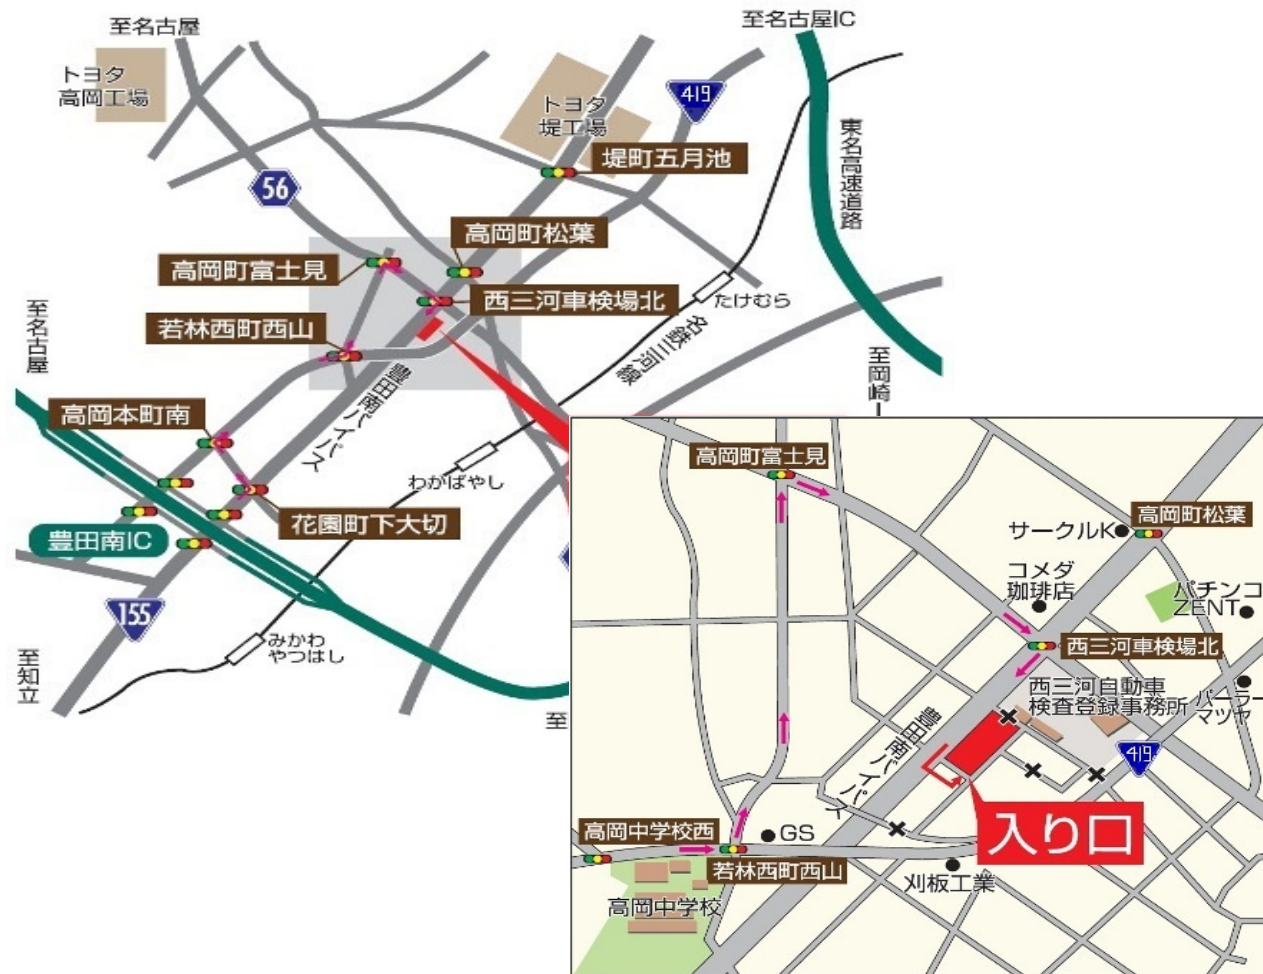 至名古屋
至名古屋IC
トヨタ
高岡工場
トヨタ
堤工場
419
東名高速道路
堤町五月池
56
高岡町松葉
高岡町富士見
西三河車検場北
たけむら
至名古屋
若林西町西山
名鉄三河線
至岡崎
豊田南バイパス
高岡本町南
わかばやし
花園町下大切
豊田南IC
155
みかわ
やつはし
至知立
至
高岡町富士見
高岡町松葉
サークルK
コメダ
珈琲店
パチンコ
ZENT
西三河車検場北
西三河自動車
検査登録事務所
パーラー
マツヤ
豊田南バイパス
419
入り口
高岡中学校西
GS
若林西町西山
刈板工業
高岡中学校